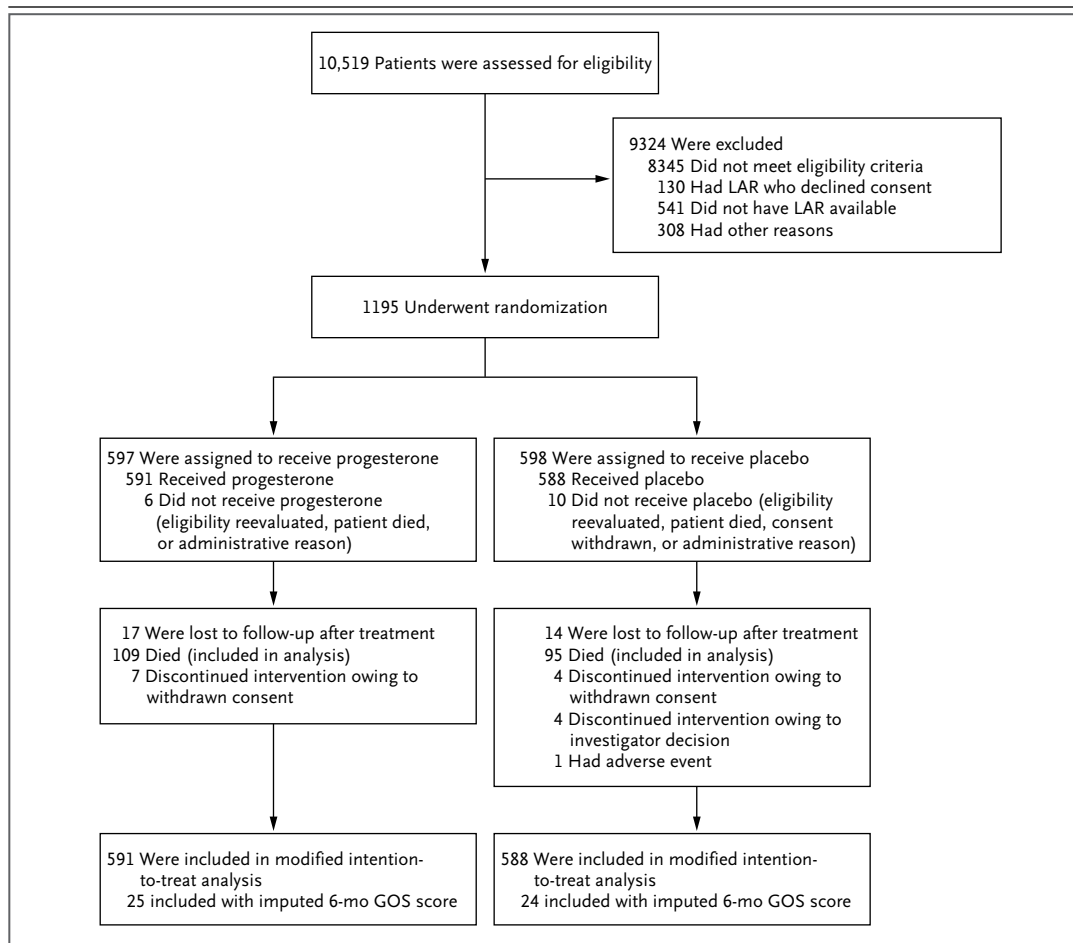 10,519 Patients were assessed for eligibility
9324 Were excluded
8345 Did not meet eligibility criteria
130 Had LAR who declined consent
541 Did not have LAR available
308 Had other reasons
1195 Underwent randomization
597 Were assigned to receive progesterone
591 Received progesterone
6 Did not receive progesterone
(eligibility reevaluated, patient died,
or administrative reason)
598 Were assigned to receive placebo
588 Received placebo
10 Did not receive placebo (eligibility
reevaluated, patient died, consent
withdrawn, or administrative reason)
17 Were lost to follow-up after treatment
109 Died (included in analysis)
7 Discontinued intervention owing to
withdrawn consent
14 Were lost to follow-up after treatment
95 Died (included in analysis)
4 Discontinued intervention owing to
withdrawn consent
4 Discontinued intervention owing to
investigator decision
1 Had adverse event
591 Were included in modified intention-
to-treat analysis
25 included with imputed 6-mo GOS score
588 Were included in modified intention-
to-treat analysis
24 included with imputed 6-mo GOS score